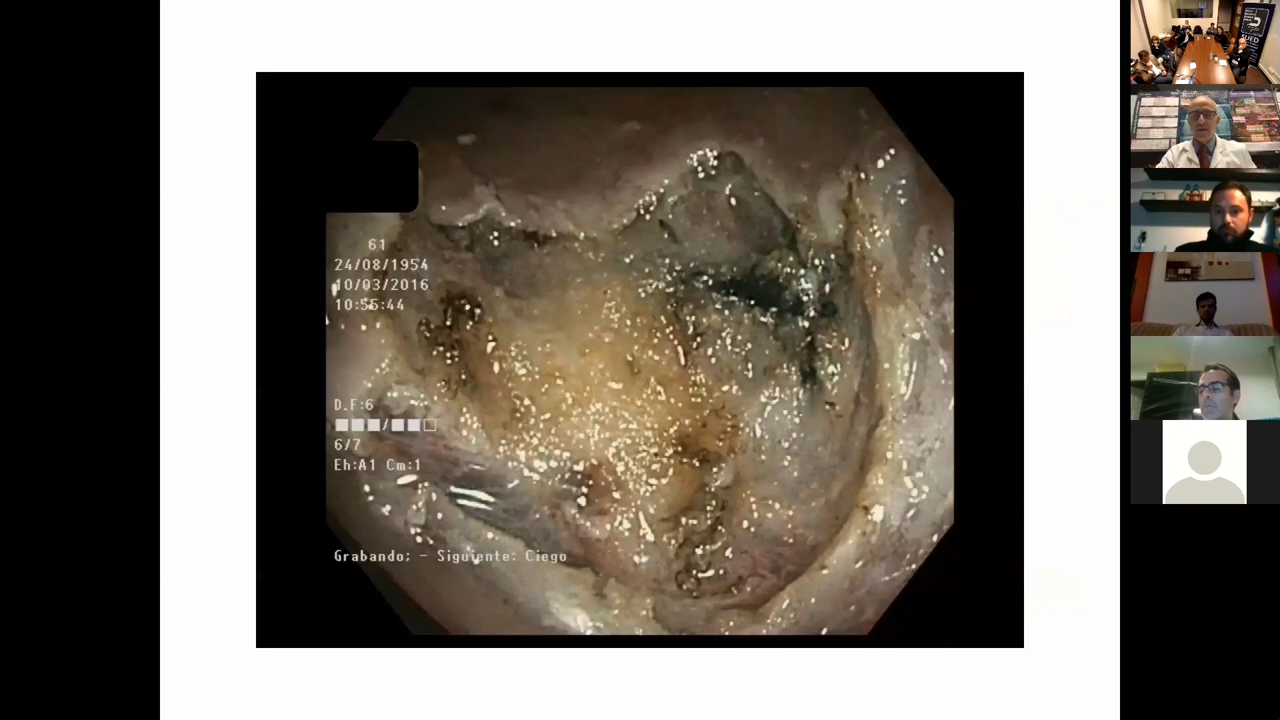 61
24/08/1954
10/03/2016
10:55:44
D.F:6
6/7
Eh:A1 Cm:1
Grabando; - Siguiente: Ciego
SUED